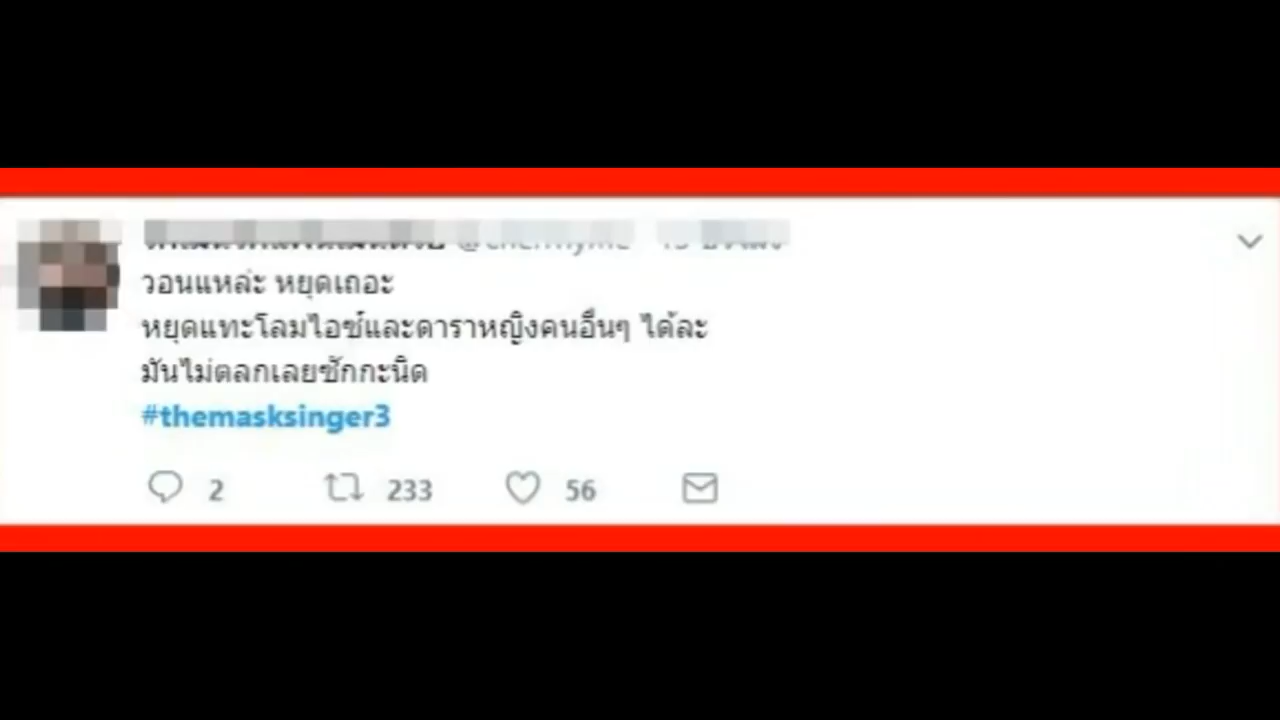 วอนแหล่ะ หยุดเถอะ
หยุดแทะโลมไอซ์และดาราหญิงคนอื่นๆ ได้ละ
มันไม่ตลกเลยซักกะนิด
#themasksinger3
2 233 56